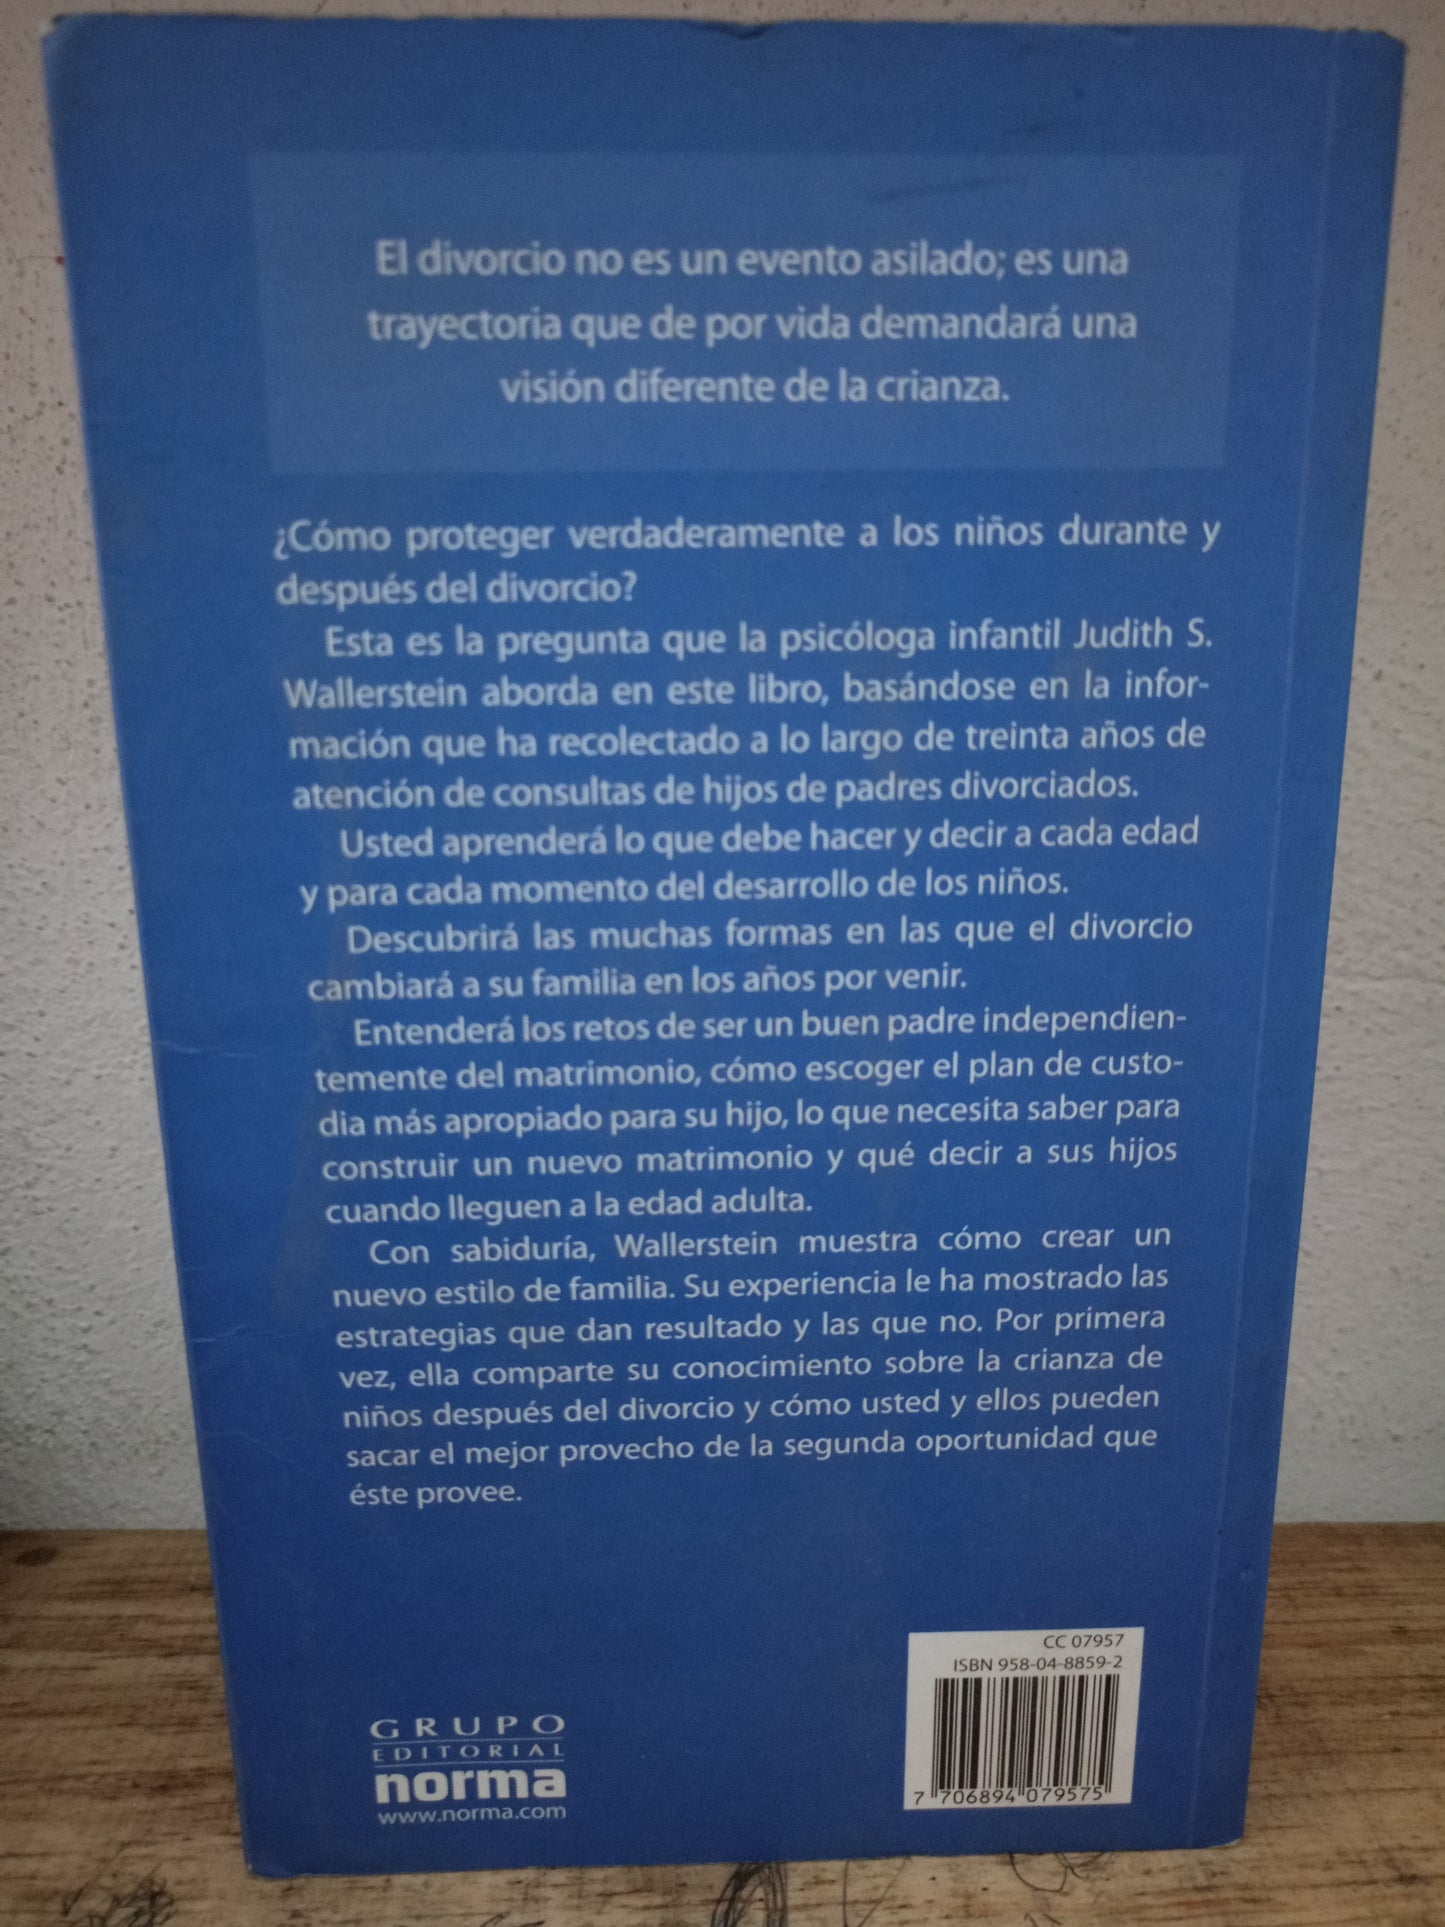 El divorcio no es un evento asilado; es una
trayectoria que de por vida demandará una
visión diferente de la crianza.
¿Cómo proteger verdaderamente a los niños durante y
después del divorcio?
Esta es la pregunta que la psicóloga infantil Judith S.
Wallerstein aborda en este libro, basándose en la infor-
mación que ha recolectado a lo largo de treinta años de
atención de consultas de hijos de padres divorciados.
Usted aprenderá lo que debe hacer y decir a cada edad
y para cada momento del desarrollo de los niños.
Descubrirá las muchas formas en las que el divorcio
cambiará a su familia en los años por venir.
Entenderá los retos de ser un buen padre independien-
temente del matrimonio, cómo escoger el plan de custo-
dia más apropiado para su hijo, lo que necesita saber para
construir un nuevo matrimonio y qué decir a sus hijos
cuando lleguen a la edad adulta.
Con sabiduría, Wallerstein muestra cómo crear un
nuevo estilo de familia. Su experiencia le ha mostrado las
estrategias que dan resultado y las que no. Por primera
vez, ella comparte su conocimiento sobre la crianza de
niños después del divorcio y cómo usted y ellos pueden
sacar el mejor provecho de la segunda oportunidad que
éste provee.
CC 07957
ISBN 958-04-8859-2
7 706894 079575
GRUPO
EDITORIAL
norma
www.norma.com